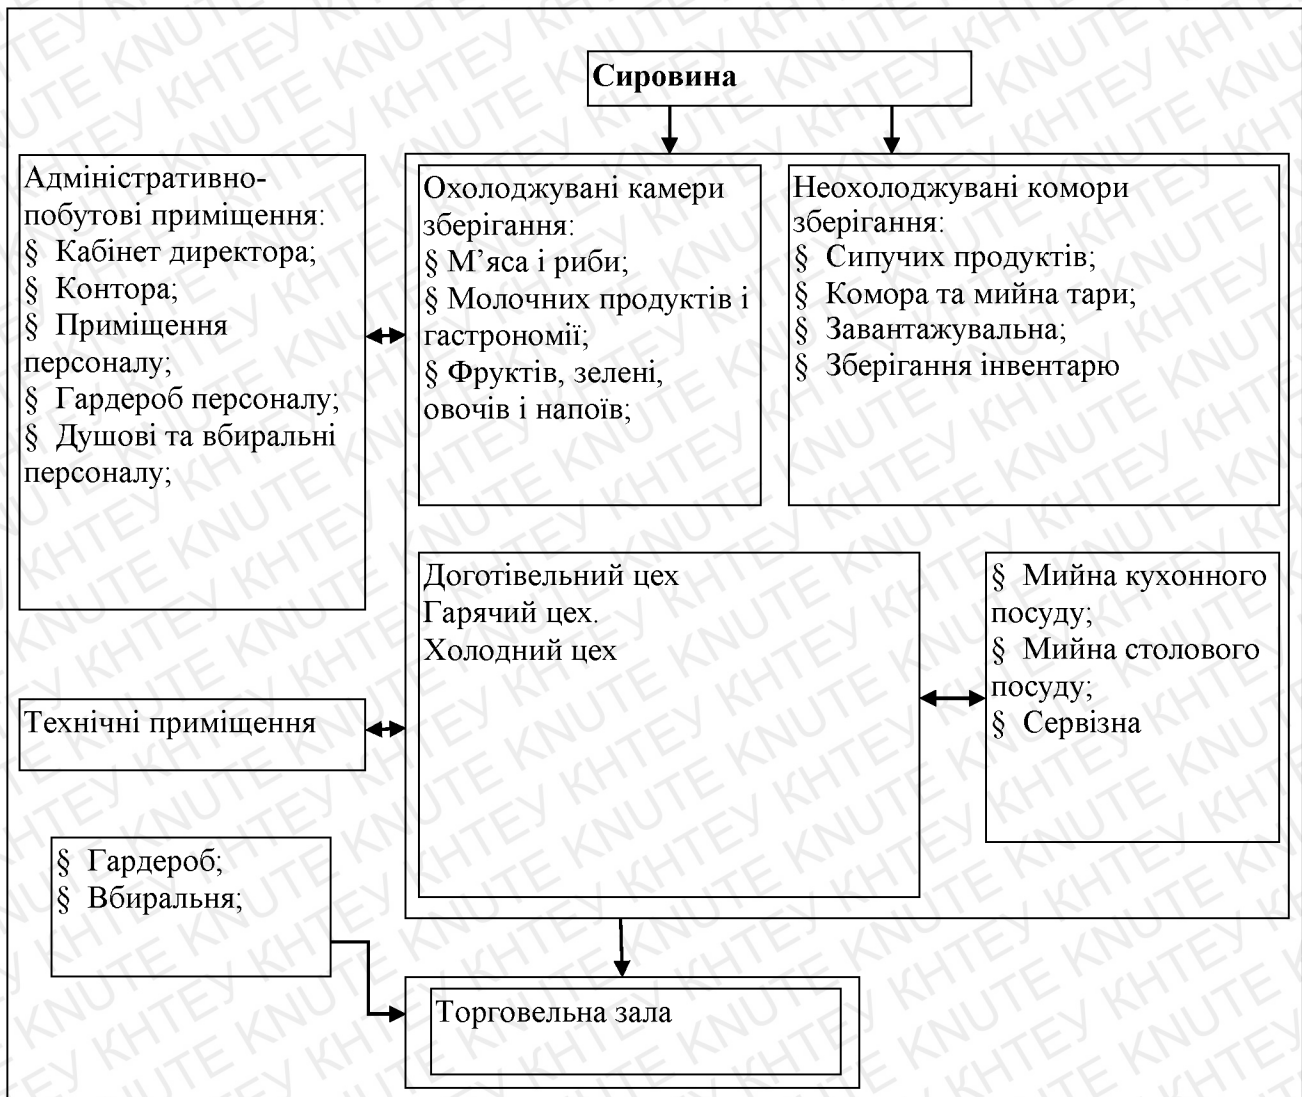 Сировина
Адміністративно-
побутові приміщення:
§ Кабінет директора;
§ Контора;
§ Приміщення
персоналу;
§ Гардероб персоналу;
§ Душові та вбиральні
персоналу;
Охолоджувані камери
зберігання:
§ М’яса і риби;
§ Молочних продуктів і
гастрономії;
§ Фруктів, зелені,
овочів і напоїв;
Неохолоджувані комори
зберігання:
§ Сипучих продуктів;
§ Комора та мийна тари;
§ Завантажувальна;
§ Зберігання інвентарю
Доготівельний цех
Гарячий цех.
Холодний цех
§ Мийна кухонного
посуду;
§ Мийна столового
посуду;
§ Сервізна
Технічні приміщення
§ Гардероб;
§ Вбиральня;
Торговельна зала